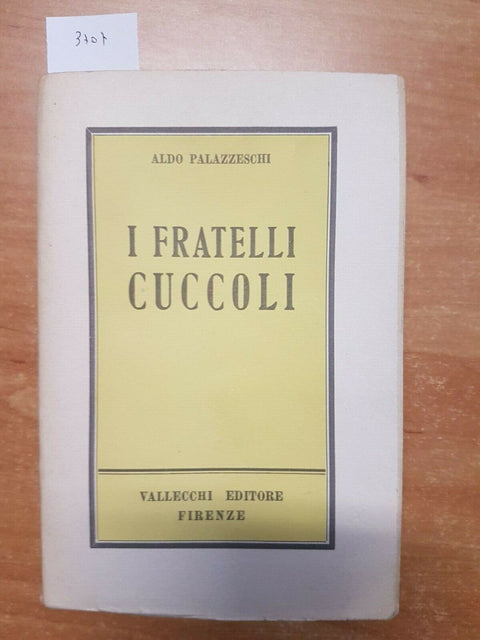 3707
ALDO PALAZZESCHI
I FRATELLI
CUCCOLI
VALLECCHI EDITORE
FIRENZE